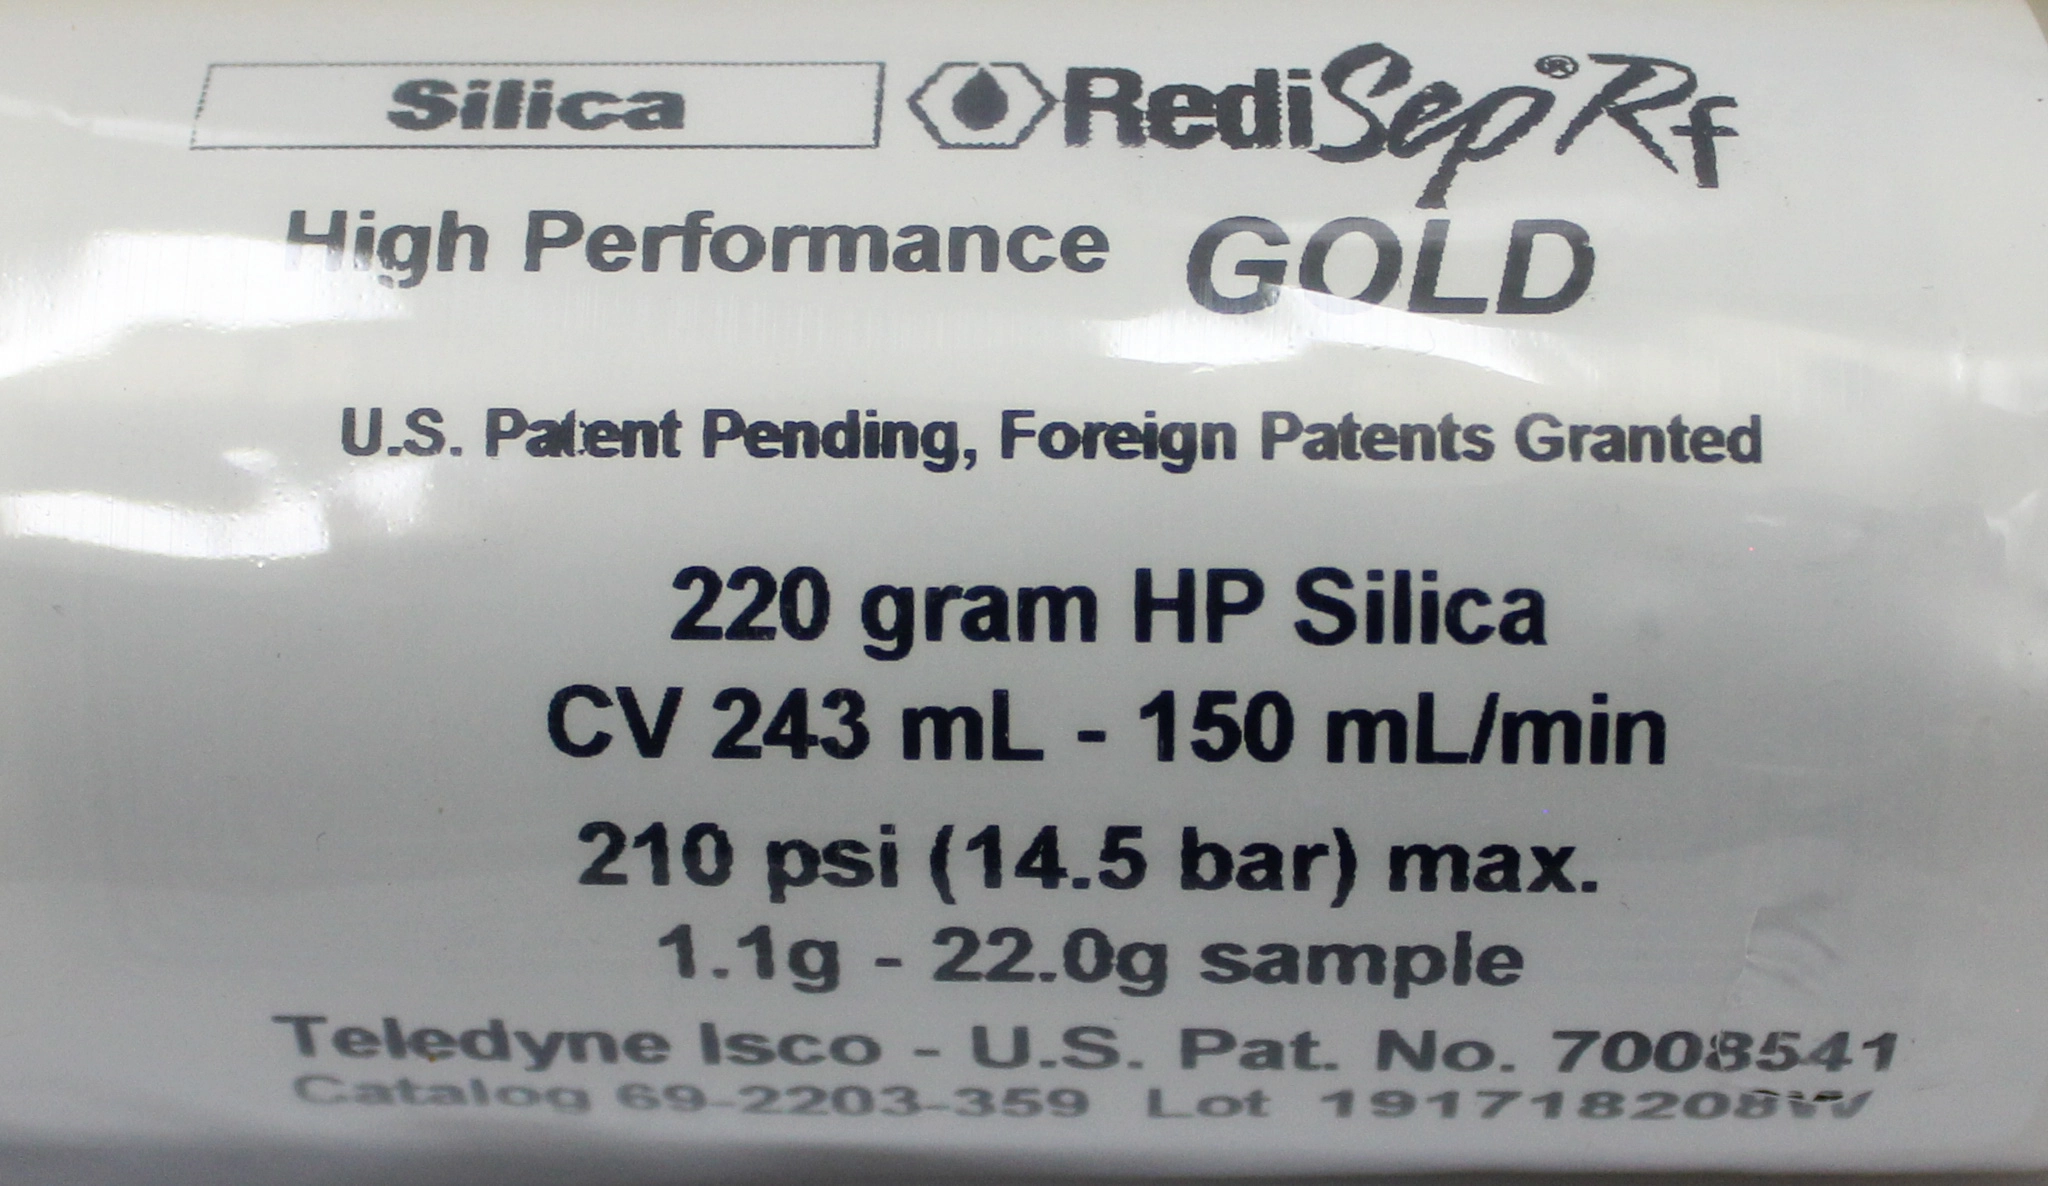 Silica RediSep® Rf
High Performance GOLD
U.S. Patent Pending, Foreign Patents Granted
220 gram HP Silica
CV 243 mL - 150 mL/min
210 psi (14.5 bar) max.
1.1g - 22.0g sample
Teledyne Isco - U.S. Pat. No. 7008541
Catalog 69-2203-359 Lot 191718208W